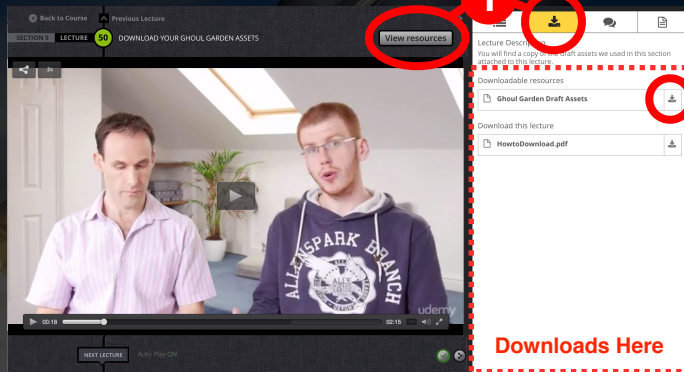 Back to Course
Previous Lecture
SECTION 5
LECTURE
50
DOWNLOAD YOUR GHOUL GARDEN ASSETS
View resources
1
2x
Lecture Description
You will find a copy of the draft assets we used in this section
attached to this lecture.
Downloadable resources
Ghoul Garden Draft Assets
Download this lecture
HowtoDownload.pdf
ALLENSPARK BRANCH
udemy
00:18
02:15
NEXT LECTURE
Auto Play ON
Downloads Here